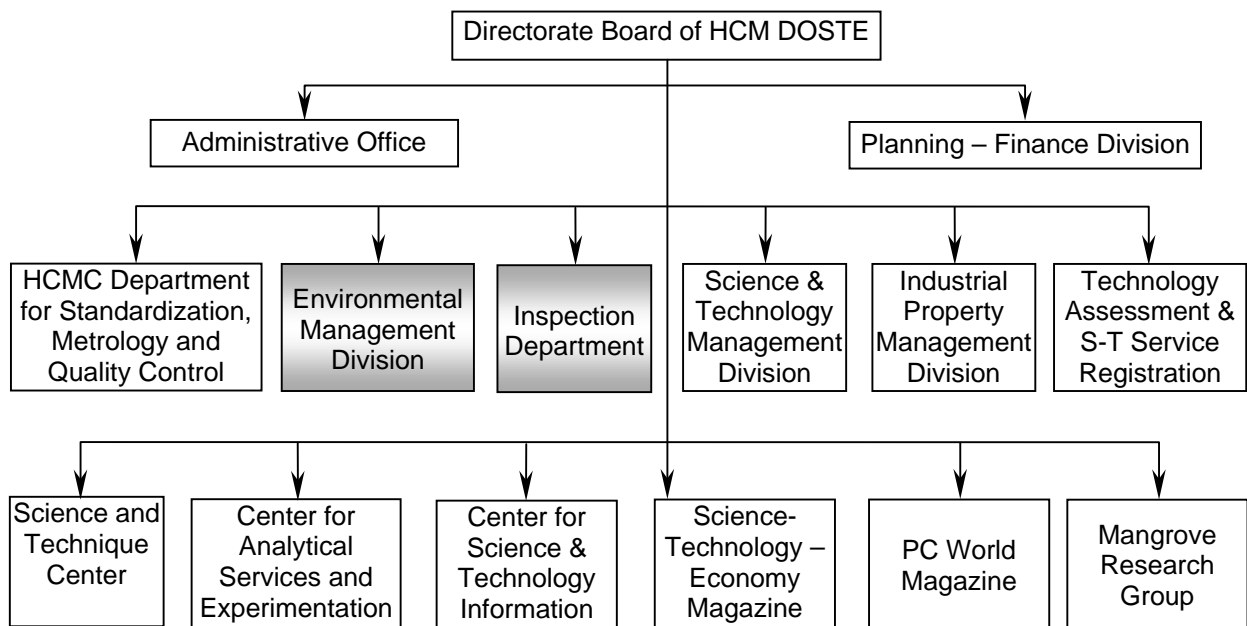 Directorate Board of HCM DOSTE
Administrative Office
Planning – Finance Division
HCMC Department
for Standardization,
Metrology and
Quality Control
Environmental
Management
Division
Inspection
Department
Science &
Technology
Management
Division
Industrial
Property
Management
Division
Technology
Assessment &
S-T Service
Registration
Science and
Technique
Center
Center for
Analytical
Services and
Experimentation
Center for
Science &
Technology
Information
Science-
Technology –
Economy
Magazine
PC World
Magazine
Mangrove
Research
Group